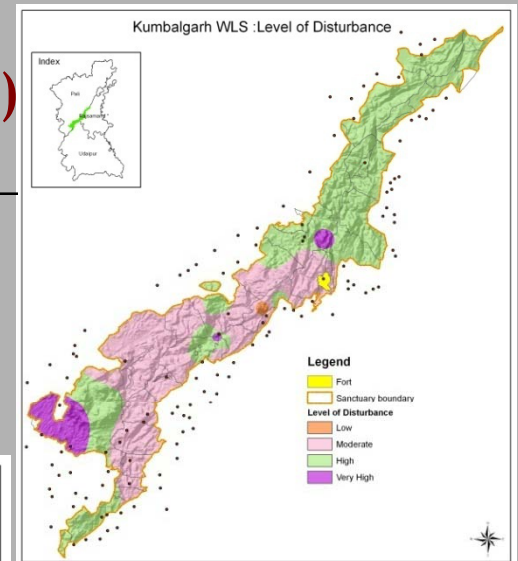 )
Kumbalgarh WLS :Level of Disturbance
Index
Pali
Rajsamand
Udaipur
Legend
Fort
Sanctuary boundary
Level of Disturbance
Low
Moderate
High
Very High